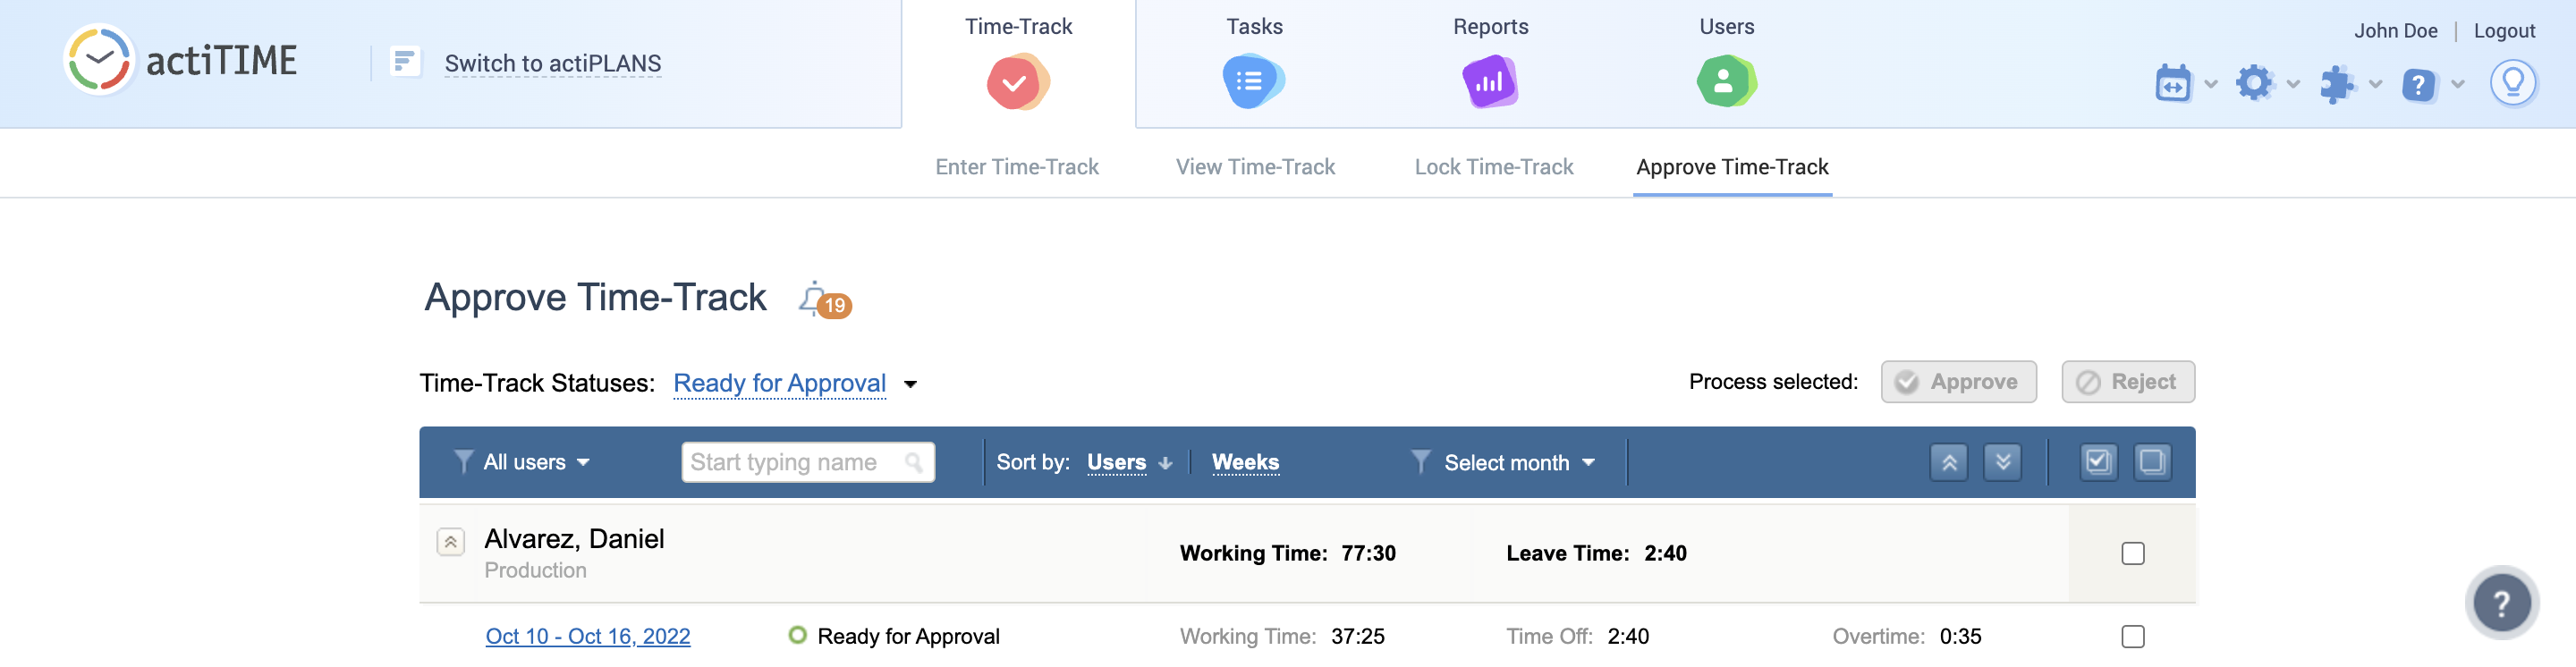 actiTIME
Switch to actiPLANS
Time-Track
Tasks
Reports
Users
John Doe | Logout
Enter Time-Track
View Time-Track
Lock Time-Track
Approve Time-Track
Approve Time-Track 19
Time-Track Statuses: Ready for Approval
Process selected: Approve Reject
All users Start typing name Sort by: Users Weeks Select month
Alvarez, Daniel
Production
Working Time: 77:30 Leave Time: 2:40
Oct 10 - Oct 16, 2022 Ready for Approval Working Time: 37:25 Time Off: 2:40 Overtime: 0:35